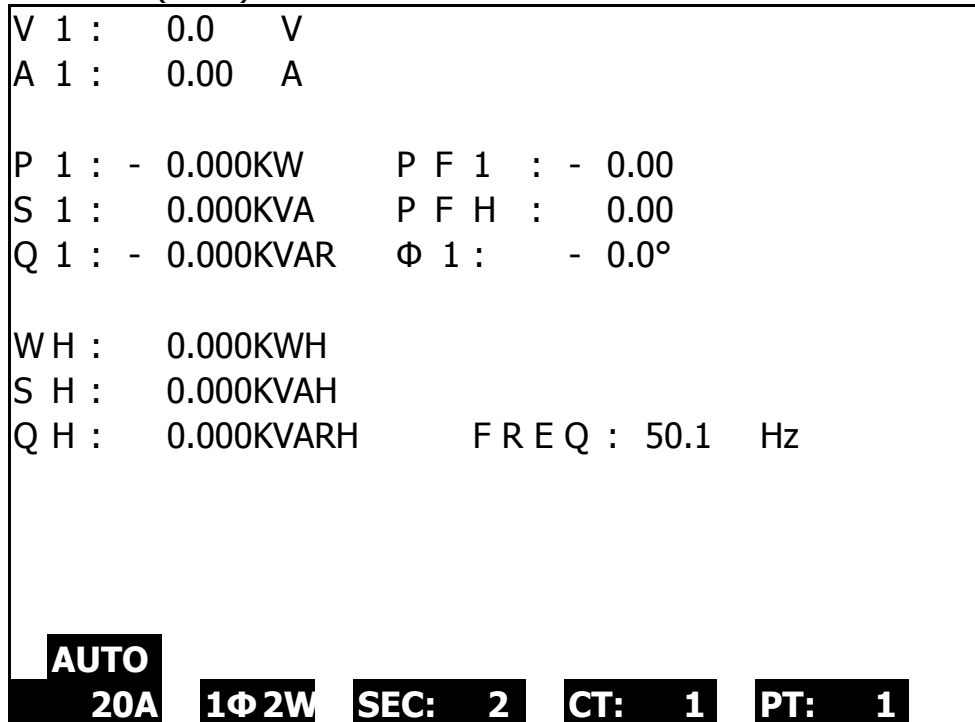 V 1 : 0.0 V
A 1 : 0.00 A
P 1 : - 0.000KW P F 1 : - 0.00
S 1 : 0.000KVA P F H : 0.00
Q 1 : - 0.000KVAR Φ 1 : - 0.0°
W H : 0.000KWH
S H : 0.000KVAH
Q H : 0.000KVARH F R E Q : 50.1 Hz
AUTO
20A 1Φ 2W SEC: 2 CT: 1 PT: 1